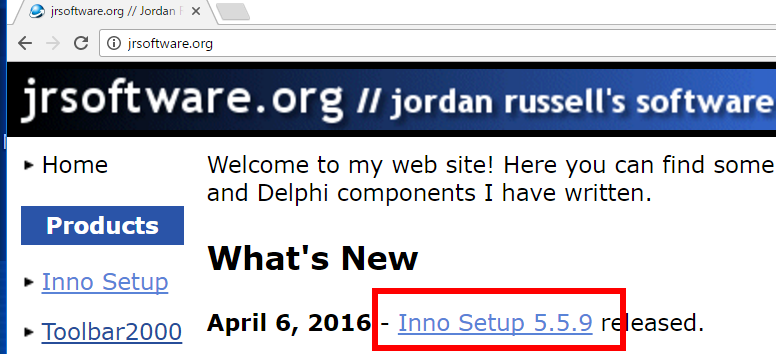 jrsoftware.org // Jordan
jrsoftware.org
jrsoftware.org // jordan russell's software
Home
Products
Inno Setup
Toolbar2000
Welcome to my web site! Here you can find some
and Delphi components I have written.
What's New
April 6, 2016 - Inno Setup 5.5.9 released.